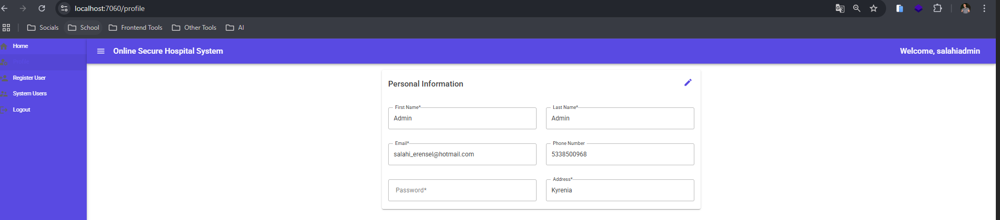 localhost:7060/profile
Socials School Frontend Tools Other Tools AI
Home
Online Secure Hospital System
Welcome, salahiadmin
Profile
Register User
System Users
Logout
Personal Information
First Name*
Admin
Last Name*
Admin
Email*
salahi_erensel@hotmail.com
Phone Number
5338500968
Password*
Address*
Kyrenia